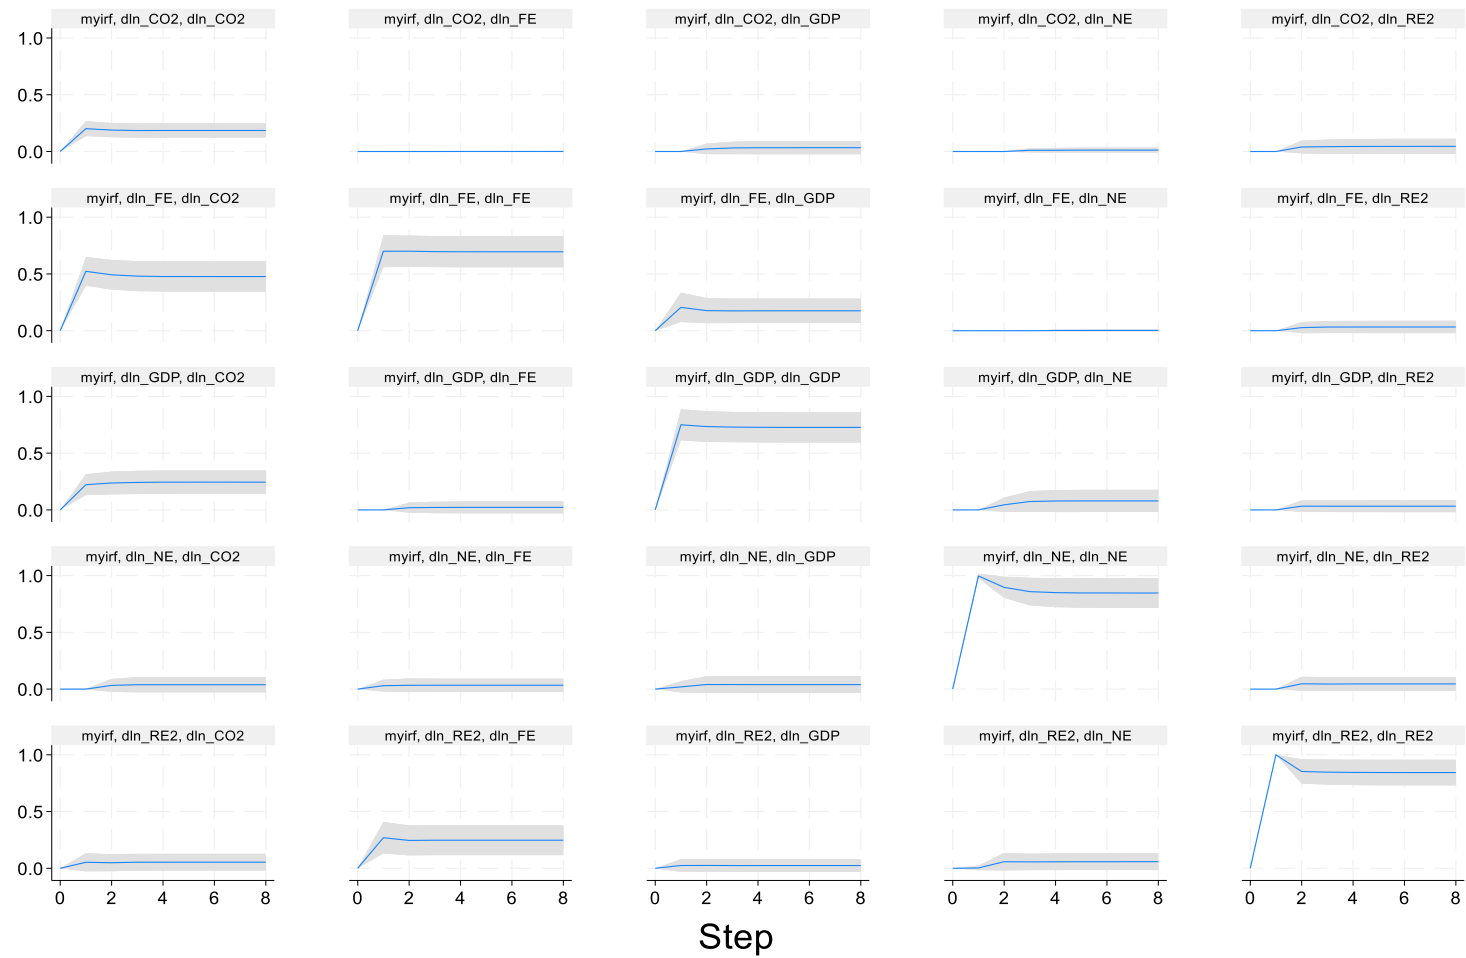 myirf, dln_CO2, dln_CO2 myirf, dln_CO2, dln_FE myirf, dln_CO2, dln_GDP myirf, dln_CO2, dln_NE myirf, dln_CO2, dln_RE2
1.0
0.5
0.0
myirf, dln_FE, dln_CO2 myirf, dln_FE, dln_FE myirf, dln_FE, dln_GDP myirf, dln_FE, dln_NE myirf, dln_FE, dln_RE2
1.0
0.5
0.0
myirf, dln_GDP, dln_CO2 myirf, dln_GDP, dln_FE myirf, dln_GDP, dln_GDP myirf, dln_GDP, dln_NE myirf, dln_GDP, dln_RE2
1.0
0.5
0.0
myirf, dln_NE, dln_CO2 myirf, dln_NE, dln_FE myirf, dln_NE, dln_GDP myirf, dln_NE, dln_NE myirf, dln_NE, dln_RE2
1.0
0.5
0.0
myirf, dln_RE2, dln_CO2 myirf, dln_RE2, dln_FE myirf, dln_RE2, dln_GDP myirf, dln_RE2, dln_NE myirf, dln_RE2, dln_RE2
1.0
0.5
0.0
0 2 4 6 8 0 2 4 6 8 0 2 4 6 8 0 2 4 6 8 0 2 4 6 8
Step